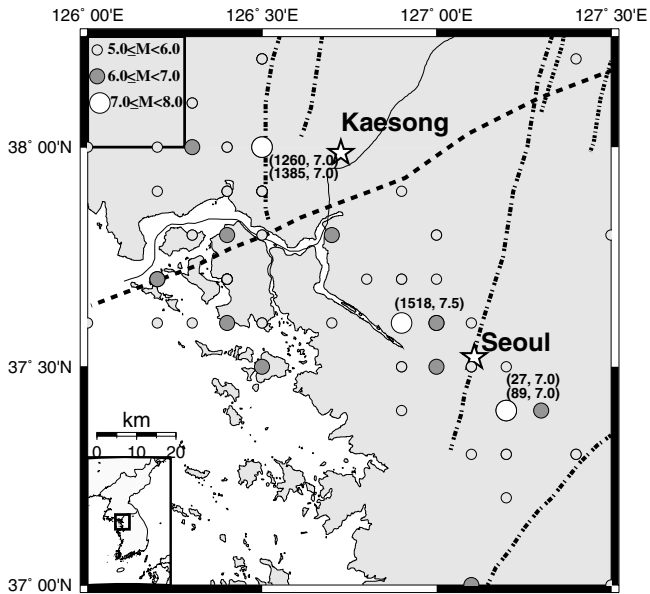 126˚00'E 126˚30'E 127˚00'E 127˚30'E
5.0≤M<6.0
6.0≤M<7.0
7.0≤M<8.0
Kaesong
38˚00'N
(1260, 7.0)
(1385, 7.0)
(1518, 7.5)
Seoul
37˚30'N
(27, 7.0)
(89, 7.0)
km
0 10 20
37˚00'N